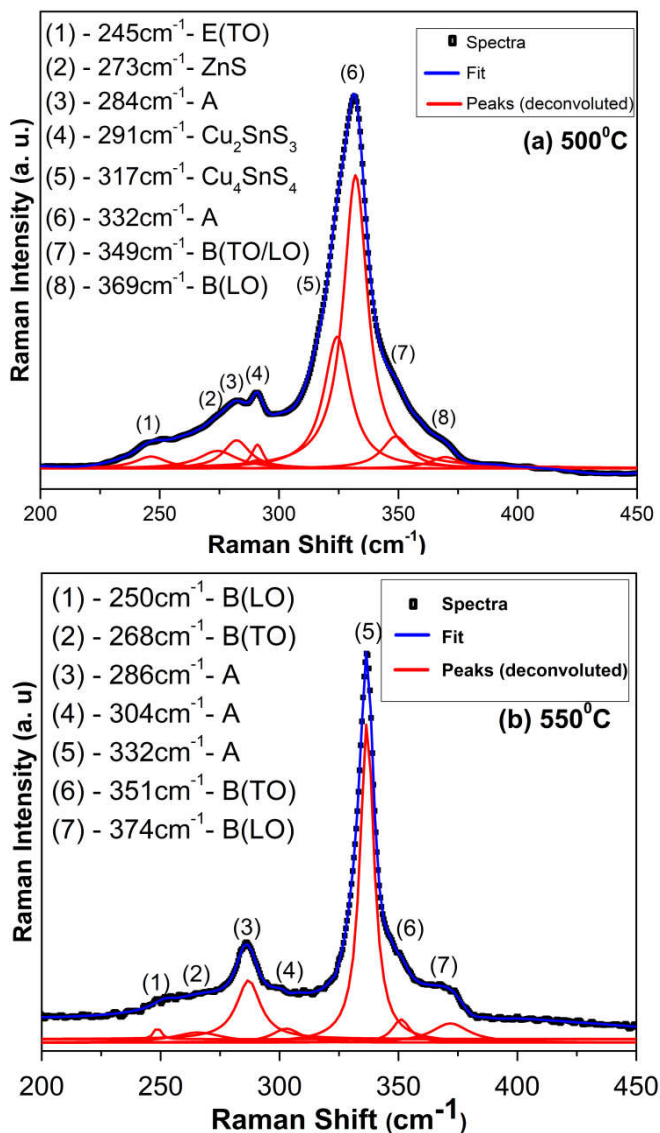 (1) - 245cm⁻¹- E(TO)
(2) - 273cm⁻¹- ZnS
(3) - 284cm⁻¹- A
(4) - 291cm⁻¹- Cu₂SnS₃
(5) - 317cm⁻¹- Cu₄SnS₄
(6) - 332cm⁻¹- A
(7) - 349cm⁻¹- B(TO/LO)
(8) - 369cm⁻¹- B(LO)
Spectra
Fit
Peaks (deconvoluted)
(a) 500⁰C
(6)
(5)
(7)
(4)
(3)
(2)
(1)
(8)
Raman Intensity (a. u.)
200 250 300 350 400 450
Raman Shift (cm⁻¹)
(1) - 250cm⁻¹- B(LO)
(2) - 268cm⁻¹- B(TO)
(3) - 286cm⁻¹- A
(4) - 304cm⁻¹- A
(5) - 332cm⁻¹- A
(6) - 351cm⁻¹- B(TO)
(7) - 374cm⁻¹- B(LO)
Spectra
Fit
Peaks (deconvoluted)
(b) 550⁰C
(5)
(3)
(6)
(1)
(2)
(4)
(7)
Raman Intensity (a. u)
200 250 300 350 400 450
Raman Shift (cm⁻¹)